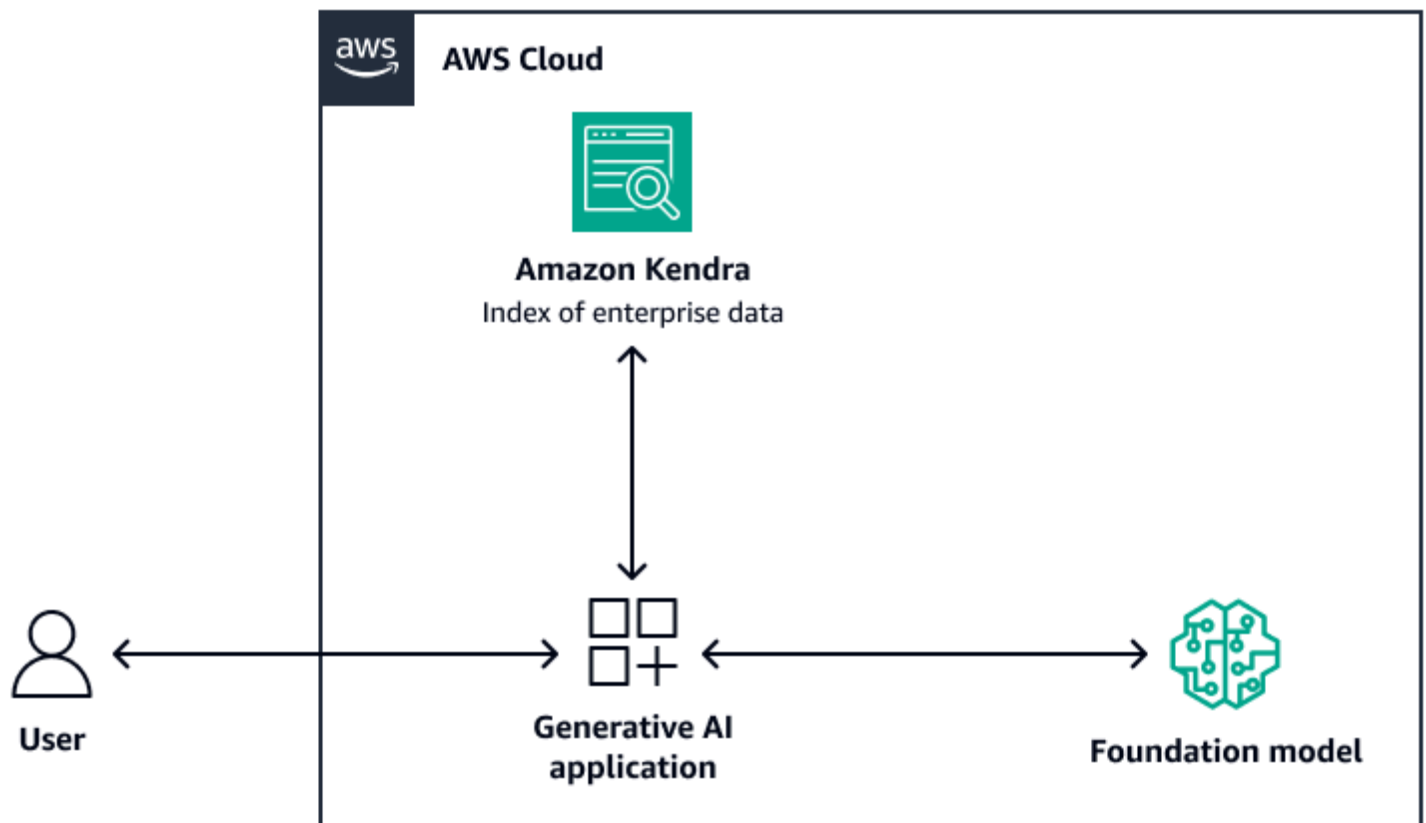 aws
AWS Cloud
Amazon Kendra
Index of enterprise data
User
Generative AI
application
Foundation model